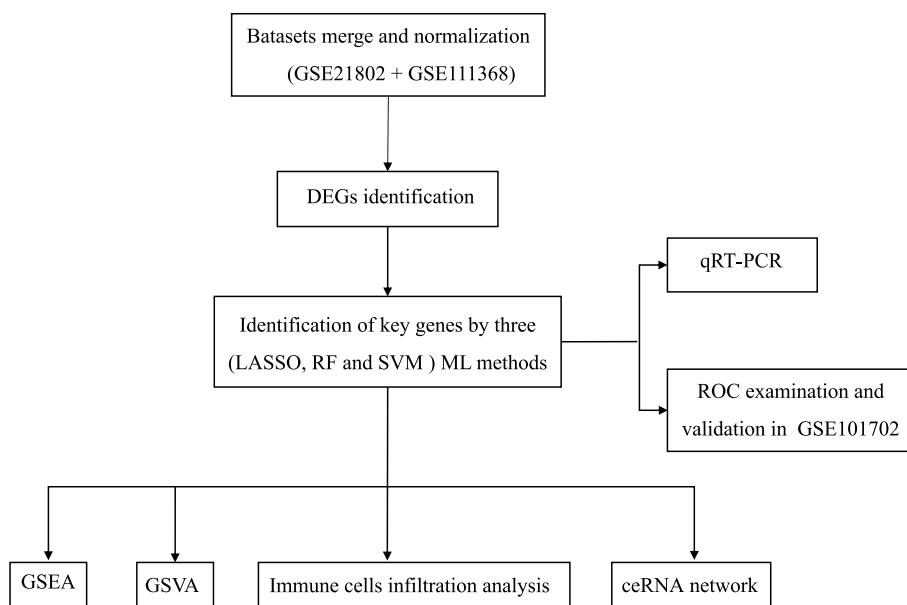 Batasets merge and normalization
(GSE21802 + GSE111368)
DEGs identification
qRT-PCR
Identification of key genes by three
(LASSO, RF and SVM ) ML methods
ROC examination and
validation in GSE101702
GSEA
GSVA
Immune cells infiltration analysis
ceRNA network